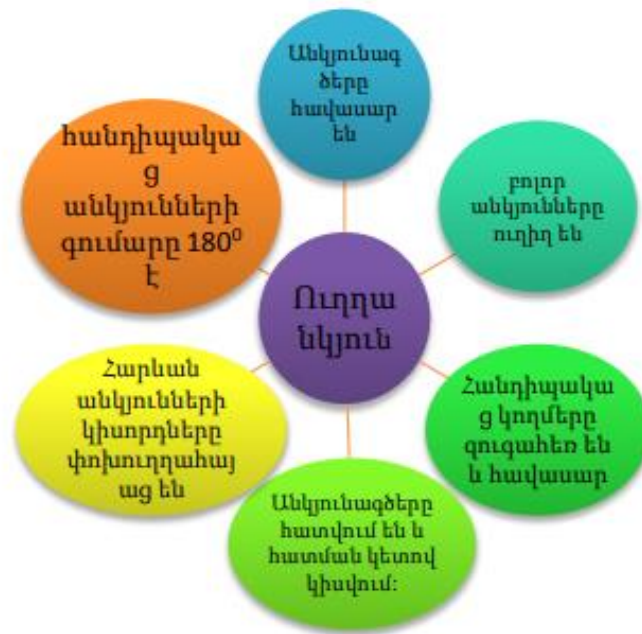 Անկյունագ
ծերը
հավասար
են
հանդիպակա
ց
անկյունների
գումարը 180⁰
է
բոլոր
անկյունները
ուղիղ են
Ուղղա
նկյուն
Հարևան
անկյունների
կիսորդները
փոխուղղահայ
աց են
Հանդիպակա
ց կողմերը
զուգահեռ են
և հավասար
Անկյունագծերը
հատվում են և
հատման կետով
կիսվում: